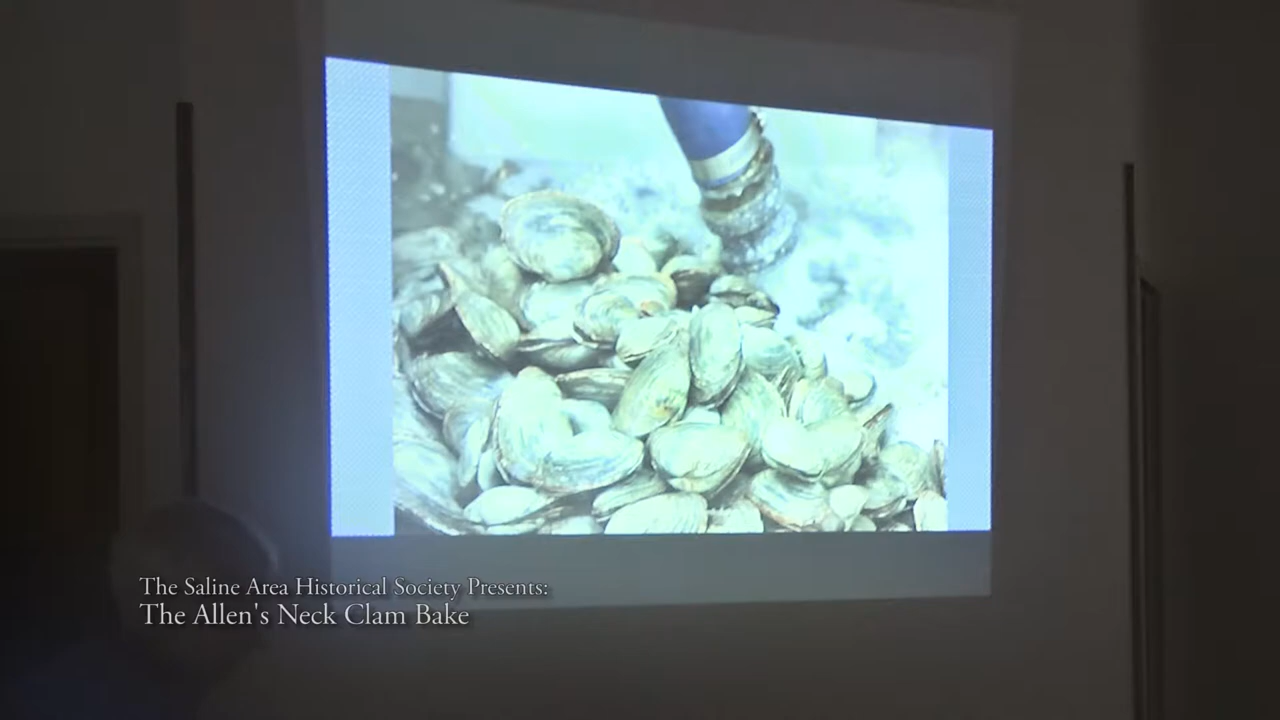 The Saline Area Historical Society Presents:
The Allen's Neck Clam Bake